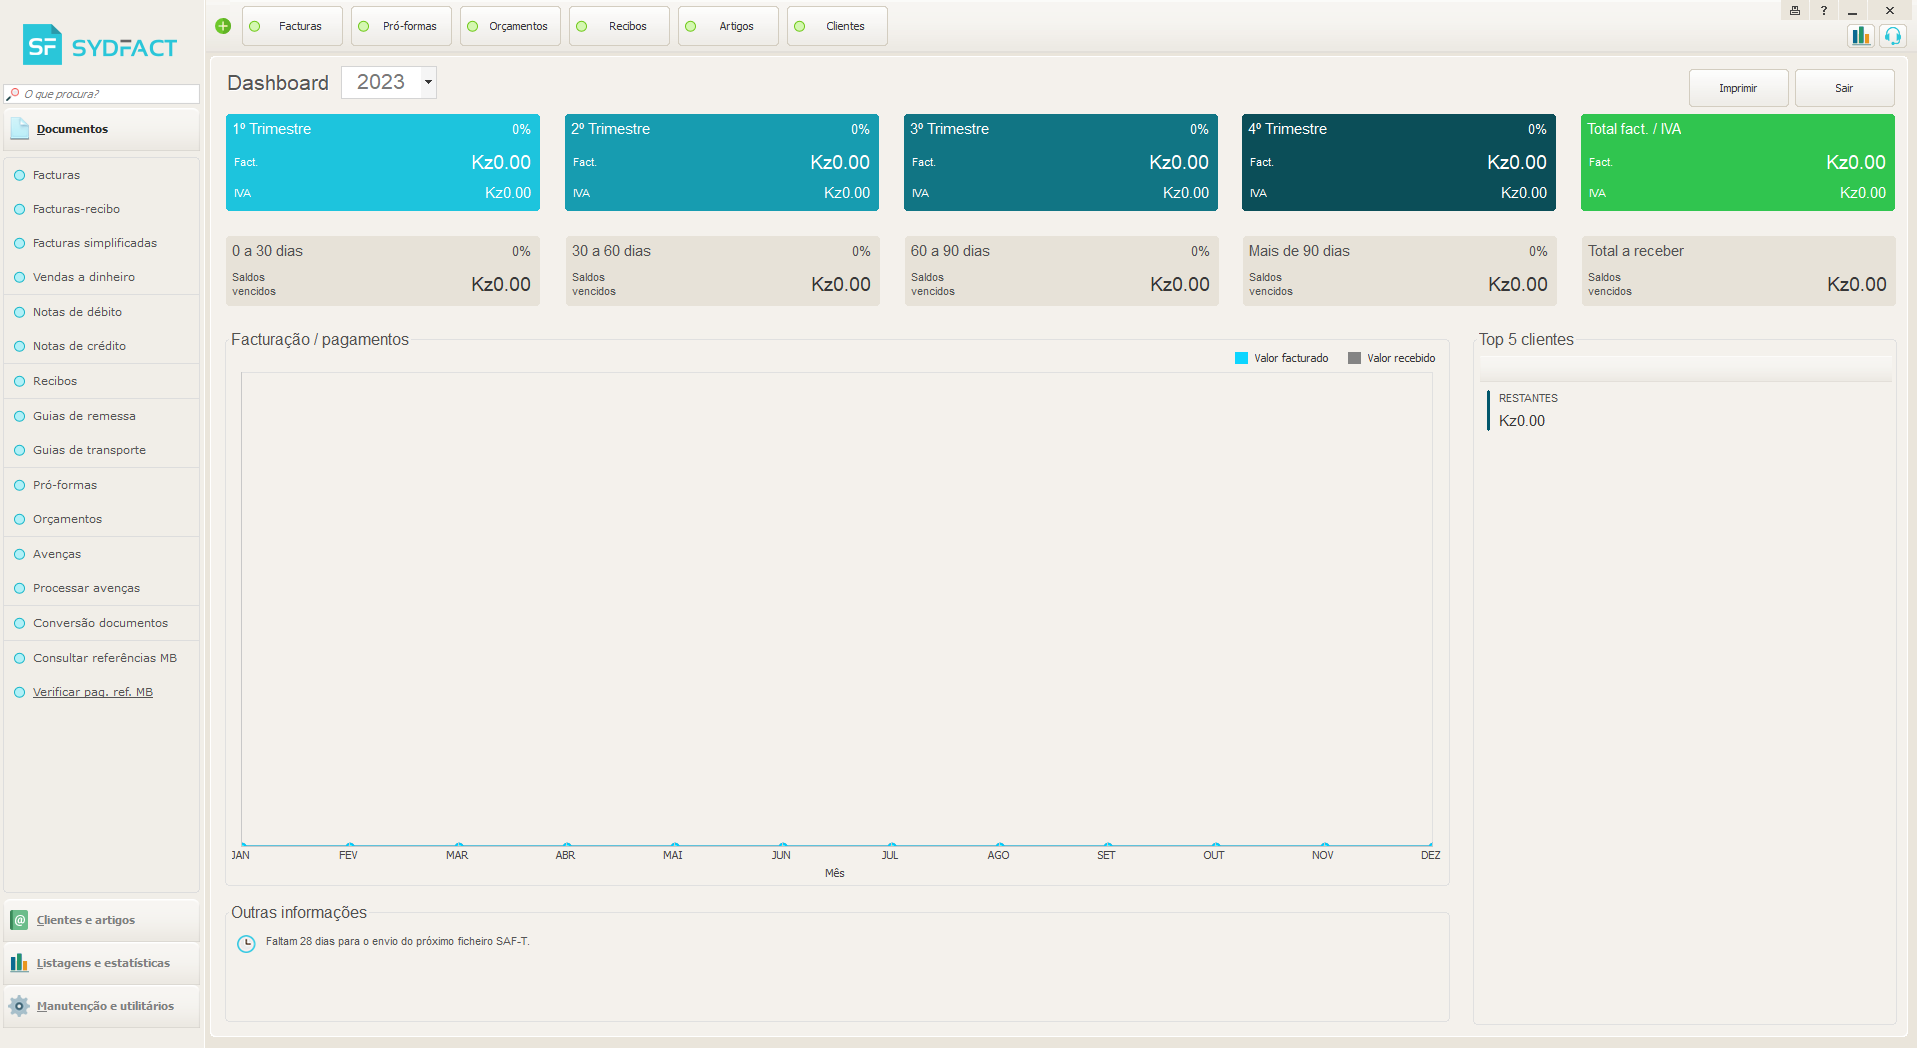 SF SYDFACT
O que procura?
Documentos
Facturas
Facturas-recibo
Facturas simplificadas
Vendas a dinheiro
Notas de débito
Notas de crédito
Recibos
Guias de remessa
Guias de transporte
Pró-formas
Orçamentos
Avenças
Processar avenças
Conversão documentos
Consultar referências MB
Verificar pag. ref. MB
Clientes e artigos
Listagens e estatísticas
Manutenção e utilitários
Facturas
Pró-formas
Orçamentos
Recibos
Artigos
Clientes
?
Dashboard 2023
Imprimir
Sair
1º Trimestre 0%
Fact. Kz0.00
IVA Kz0.00
2º Trimestre 0%
Fact. Kz0.00
IVA Kz0.00
3º Trimestre 0%
Fact. Kz0.00
IVA Kz0.00
4º Trimestre 0%
Fact. Kz0.00
IVA Kz0.00
Total fact. / IVA
Fact. Kz0.00
IVA Kz0.00
0 a 30 dias 0%
Saldos
vencidos Kz0.00
30 a 60 dias 0%
Saldos
vencidos Kz0.00
60 a 90 dias 0%
Saldos
vencidos Kz0.00
Mais de 90 dias 0%
Saldos
vencidos Kz0.00
Total a receber
Saldos
vencidos Kz0.00
Facturação / pagamentos
Valor facturado Valor recebido
JAN FEV MAR ABR MAI JUN JUL AGO SET OUT NOV DEZ
Mês
Top 5 clientes
RESTANTES
Kz0.00
Outras informações
Faltam 28 dias para o envio do próximo ficheiro SAF-T.